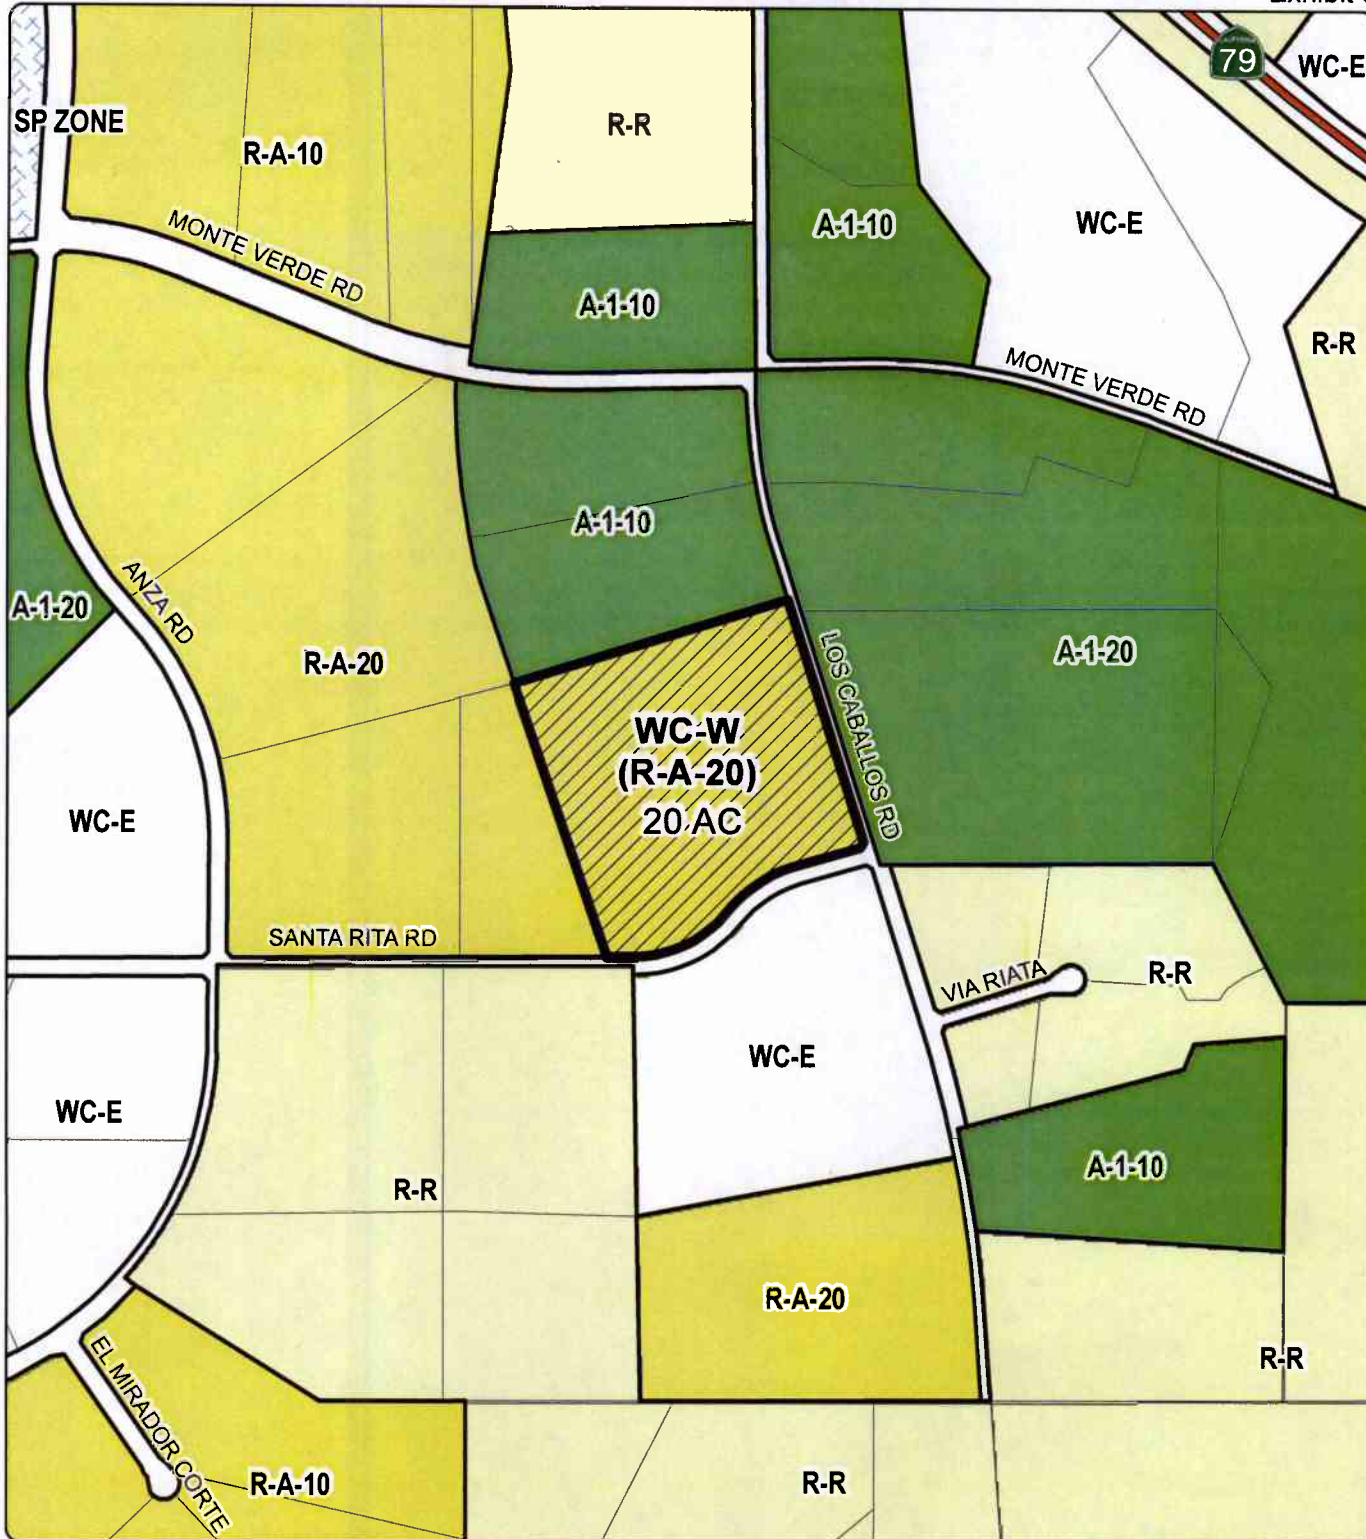 79
WC-E
SP ZONE
R-A-10
R-R
A-1-10
WC-E
MONTE VERDE RD
A-1-10
R-R
MONTE VERDE RD
A-1-10
ANZA RD
A-1-20
R-A-20
LOS CABALLOS RD
A-1-20
WC-W
(R-A-20)
20 AC
WC-E
SANTA RITA RD
VIA RIATA
R-R
WC-E
WC-E
R-R
A-1-10
R-A-20
R-R
EL MIRADOR CORTE
R-A-10
R-R